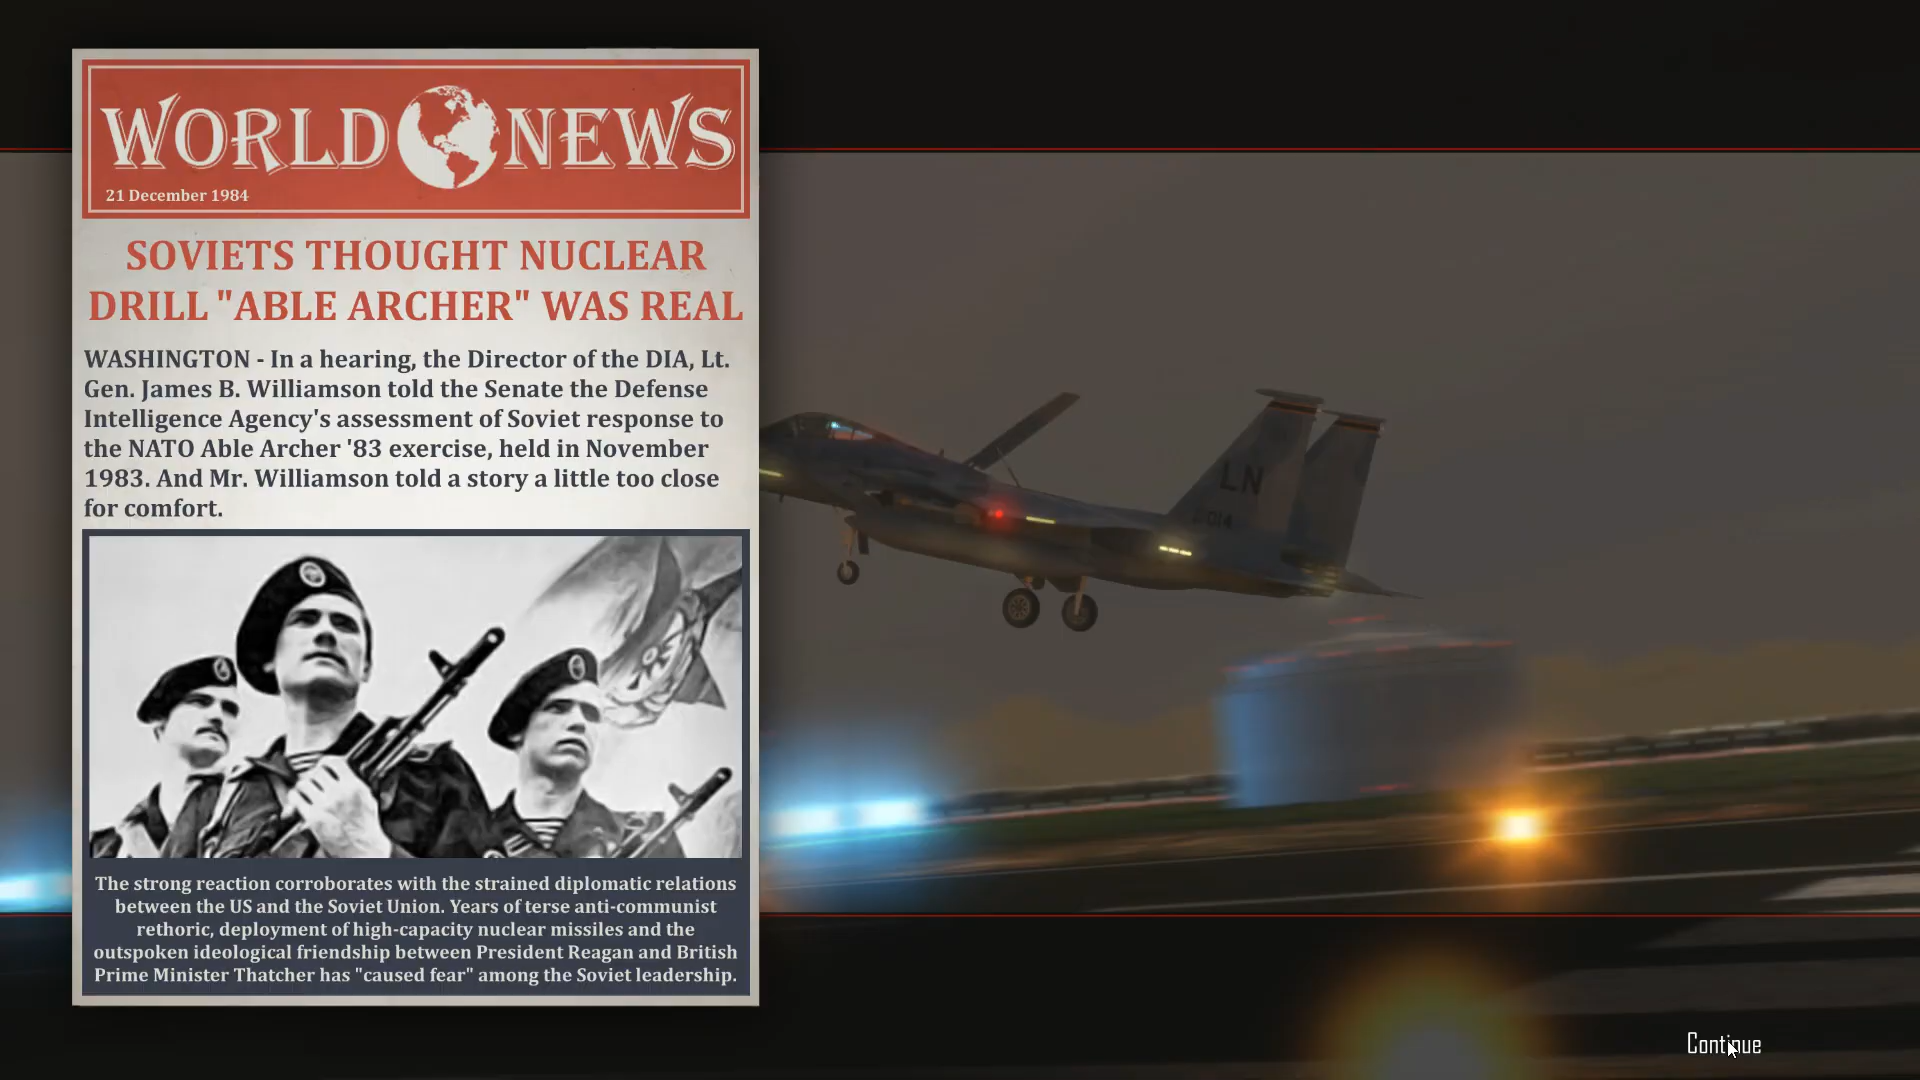 WORLD NEWS
21 December 1984
SOVIETS THOUGHT NUCLEAR
DRILL "ABLE ARCHER" WAS REAL
WASHINGTON - In a hearing, the Director of the DIA, Lt.
Gen. James B. Williamson told the Senate the Defense
Intelligence Agency's assessment of Soviet response to
the NATO Able Archer '83 exercise, held in November
1983. And Mr. Williamson told a story a little too close
for comfort.
The strong reaction corroborates with the strained diplomatic relations
between the US and the Soviet Union. Years of terse anti-communist
rethoric, deployment of high-capacity nuclear missiles and the
outspoken ideological friendship between President Reagan and British
Prime Minister Thatcher has "caused fear" among the Soviet leadership.
LN
014
Continue